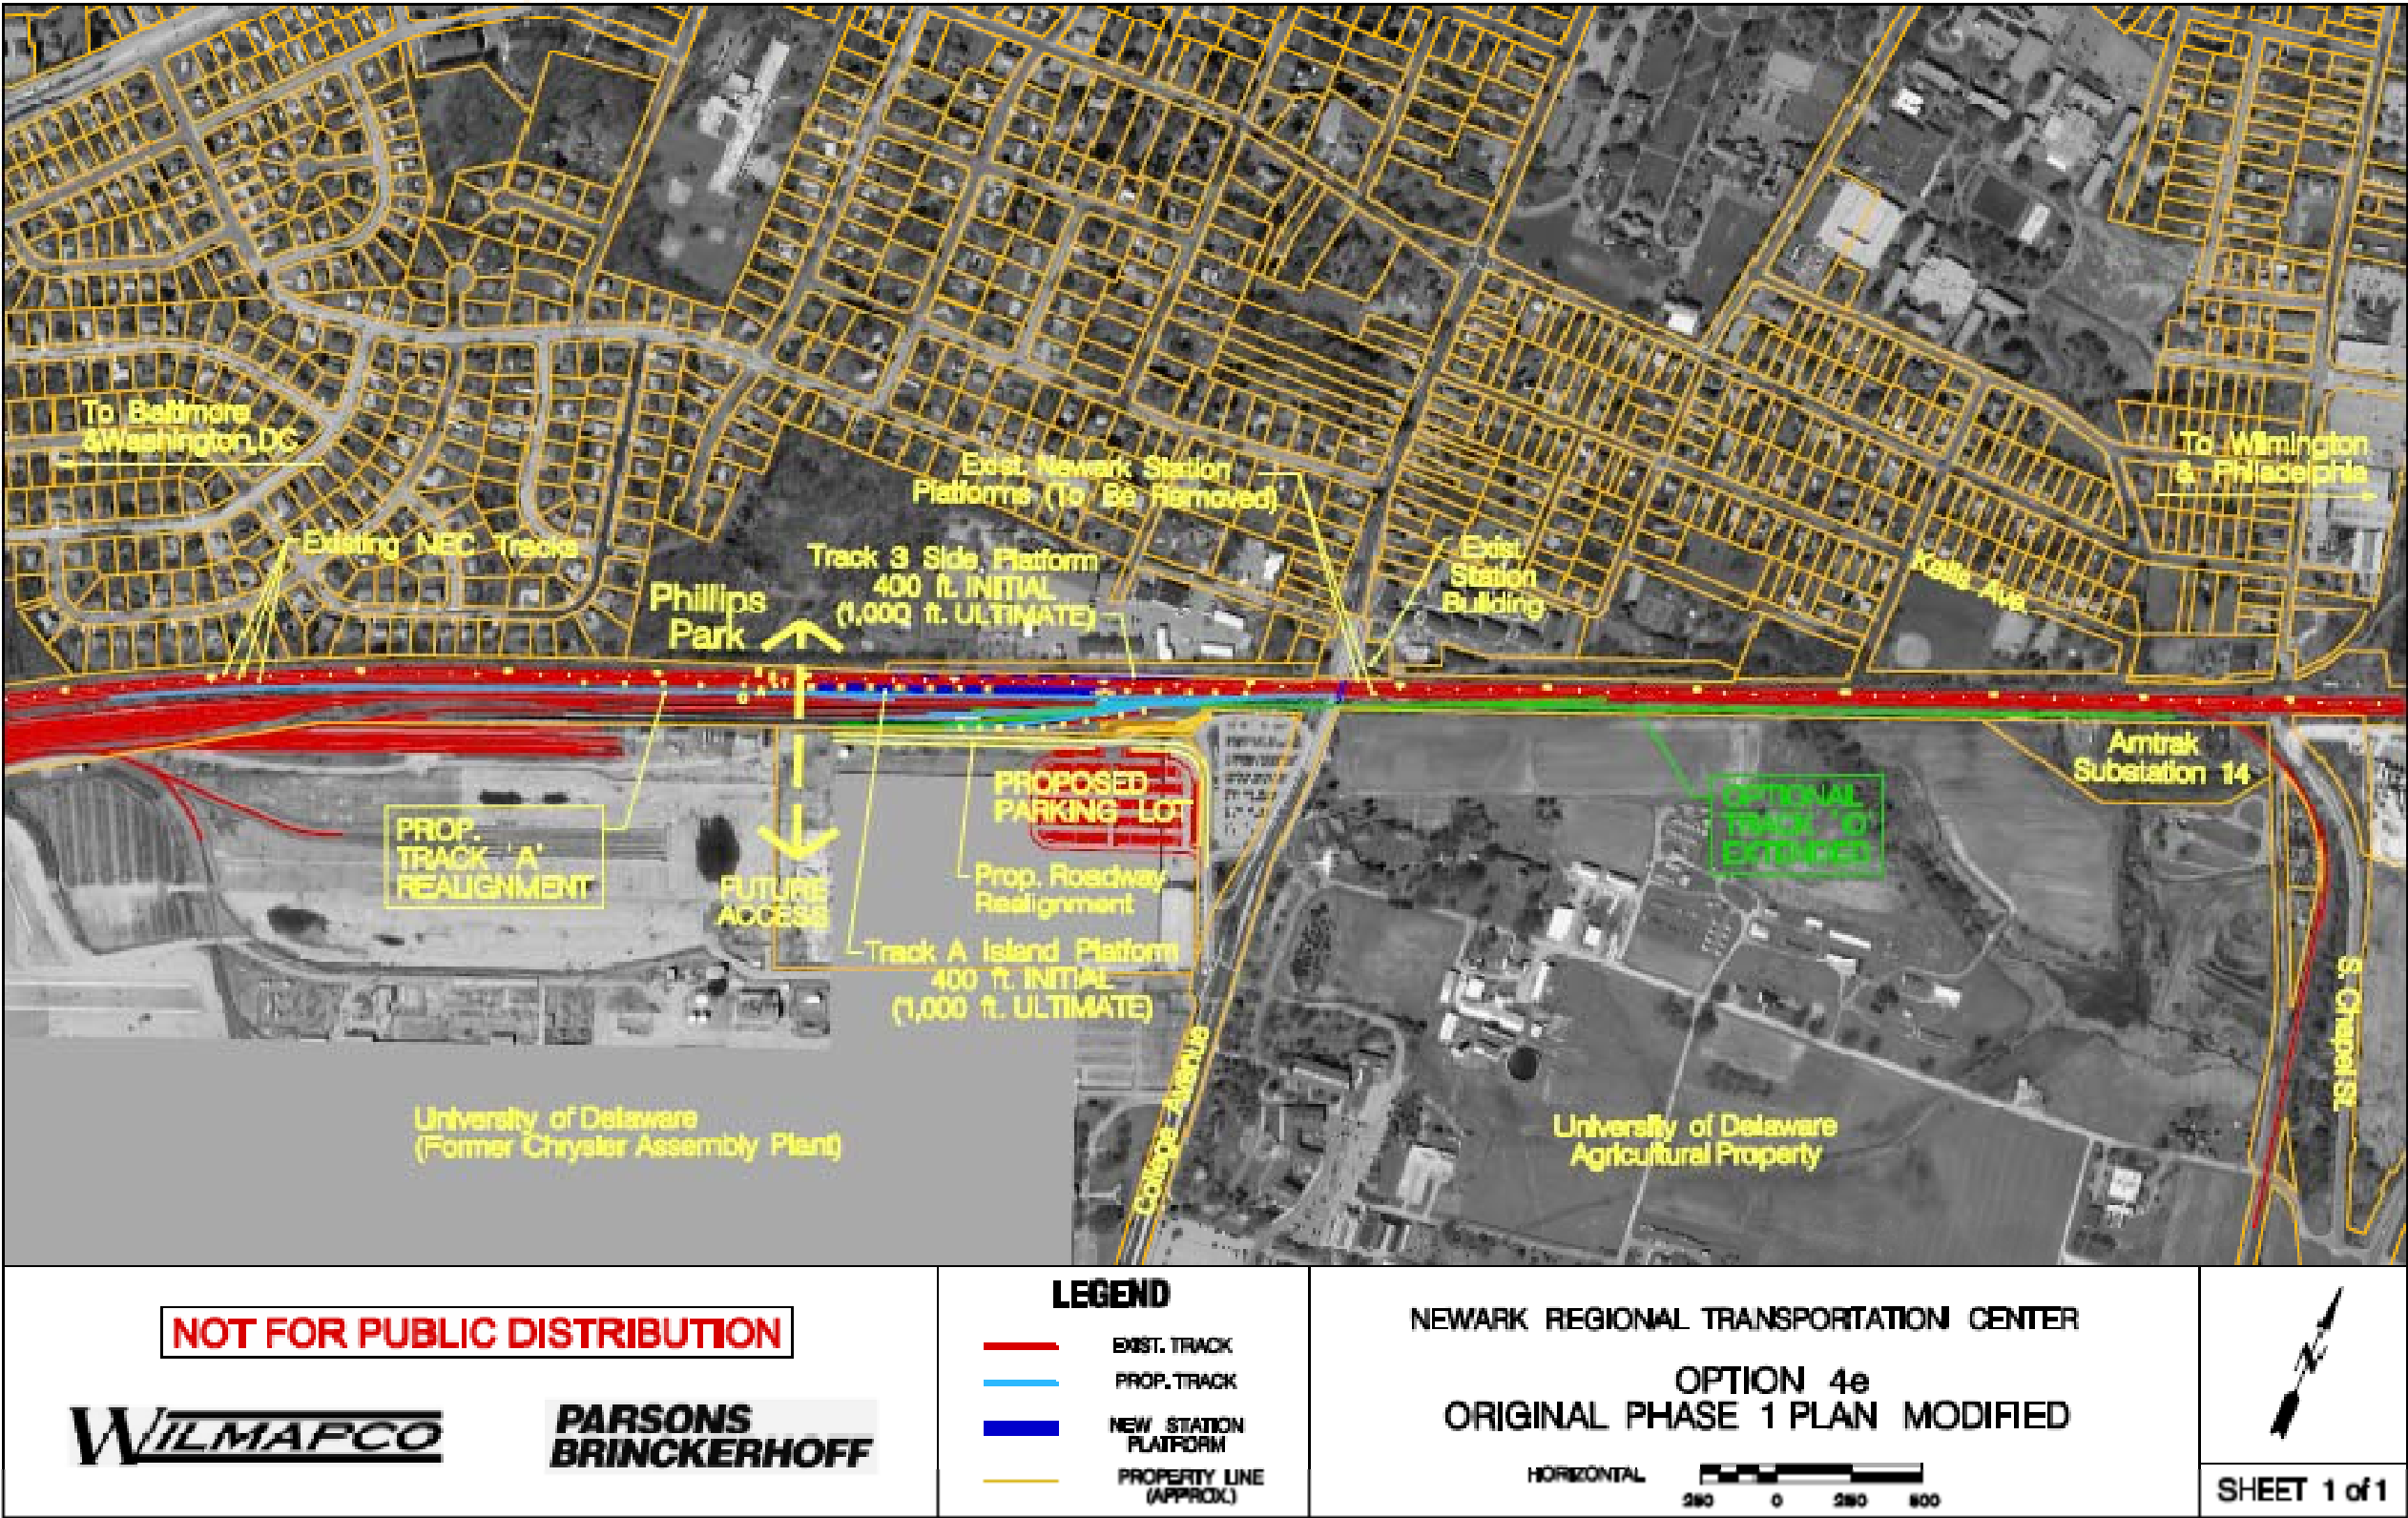 To Baltimore
&Washington,DC
Existing NEC Tracks
Phillips
Park
Track 3 Side Platform
400 ft. INITIAL
(1,000 ft. ULTIMATE)
Exist. Newark Station
Platforms (To Be Removed)
Exist.
Station
Building
To Wilmington
& Philadelphia
Kells Ave.
Amtrak
Substation 14
PROP.
TRACK 'A'
REALIGNMENT
FUTURE
ACCESS
PROPOSED
PARKING LOT
Prop. Roadway
Realignment
Track A Island Platform
400 ft. INITIAL
(1,000 ft. ULTIMATE)
OPTIONAL
TRACK '0'
EXTENDED
College Avenue
S. Chapel St.
University of Delaware
(Former Chrysler Assembly Plant)
University of Delaware
Agricultural Property
NOT FOR PUBLIC DISTRIBUTION
WILMAPCO
PARSONS
BRINCKERHOFF
LEGEND
EXIST. TRACK
PROP. TRACK
NEW STATION
PLATFORM
PROPERTY LINE
(APPROX.)
NEWARK REGIONAL TRANSPORTATION CENTER
OPTION 4e
ORIGINAL PHASE 1 PLAN MODIFIED
HORIZONTAL
250 0 250 500
N
SHEET 1 of 1